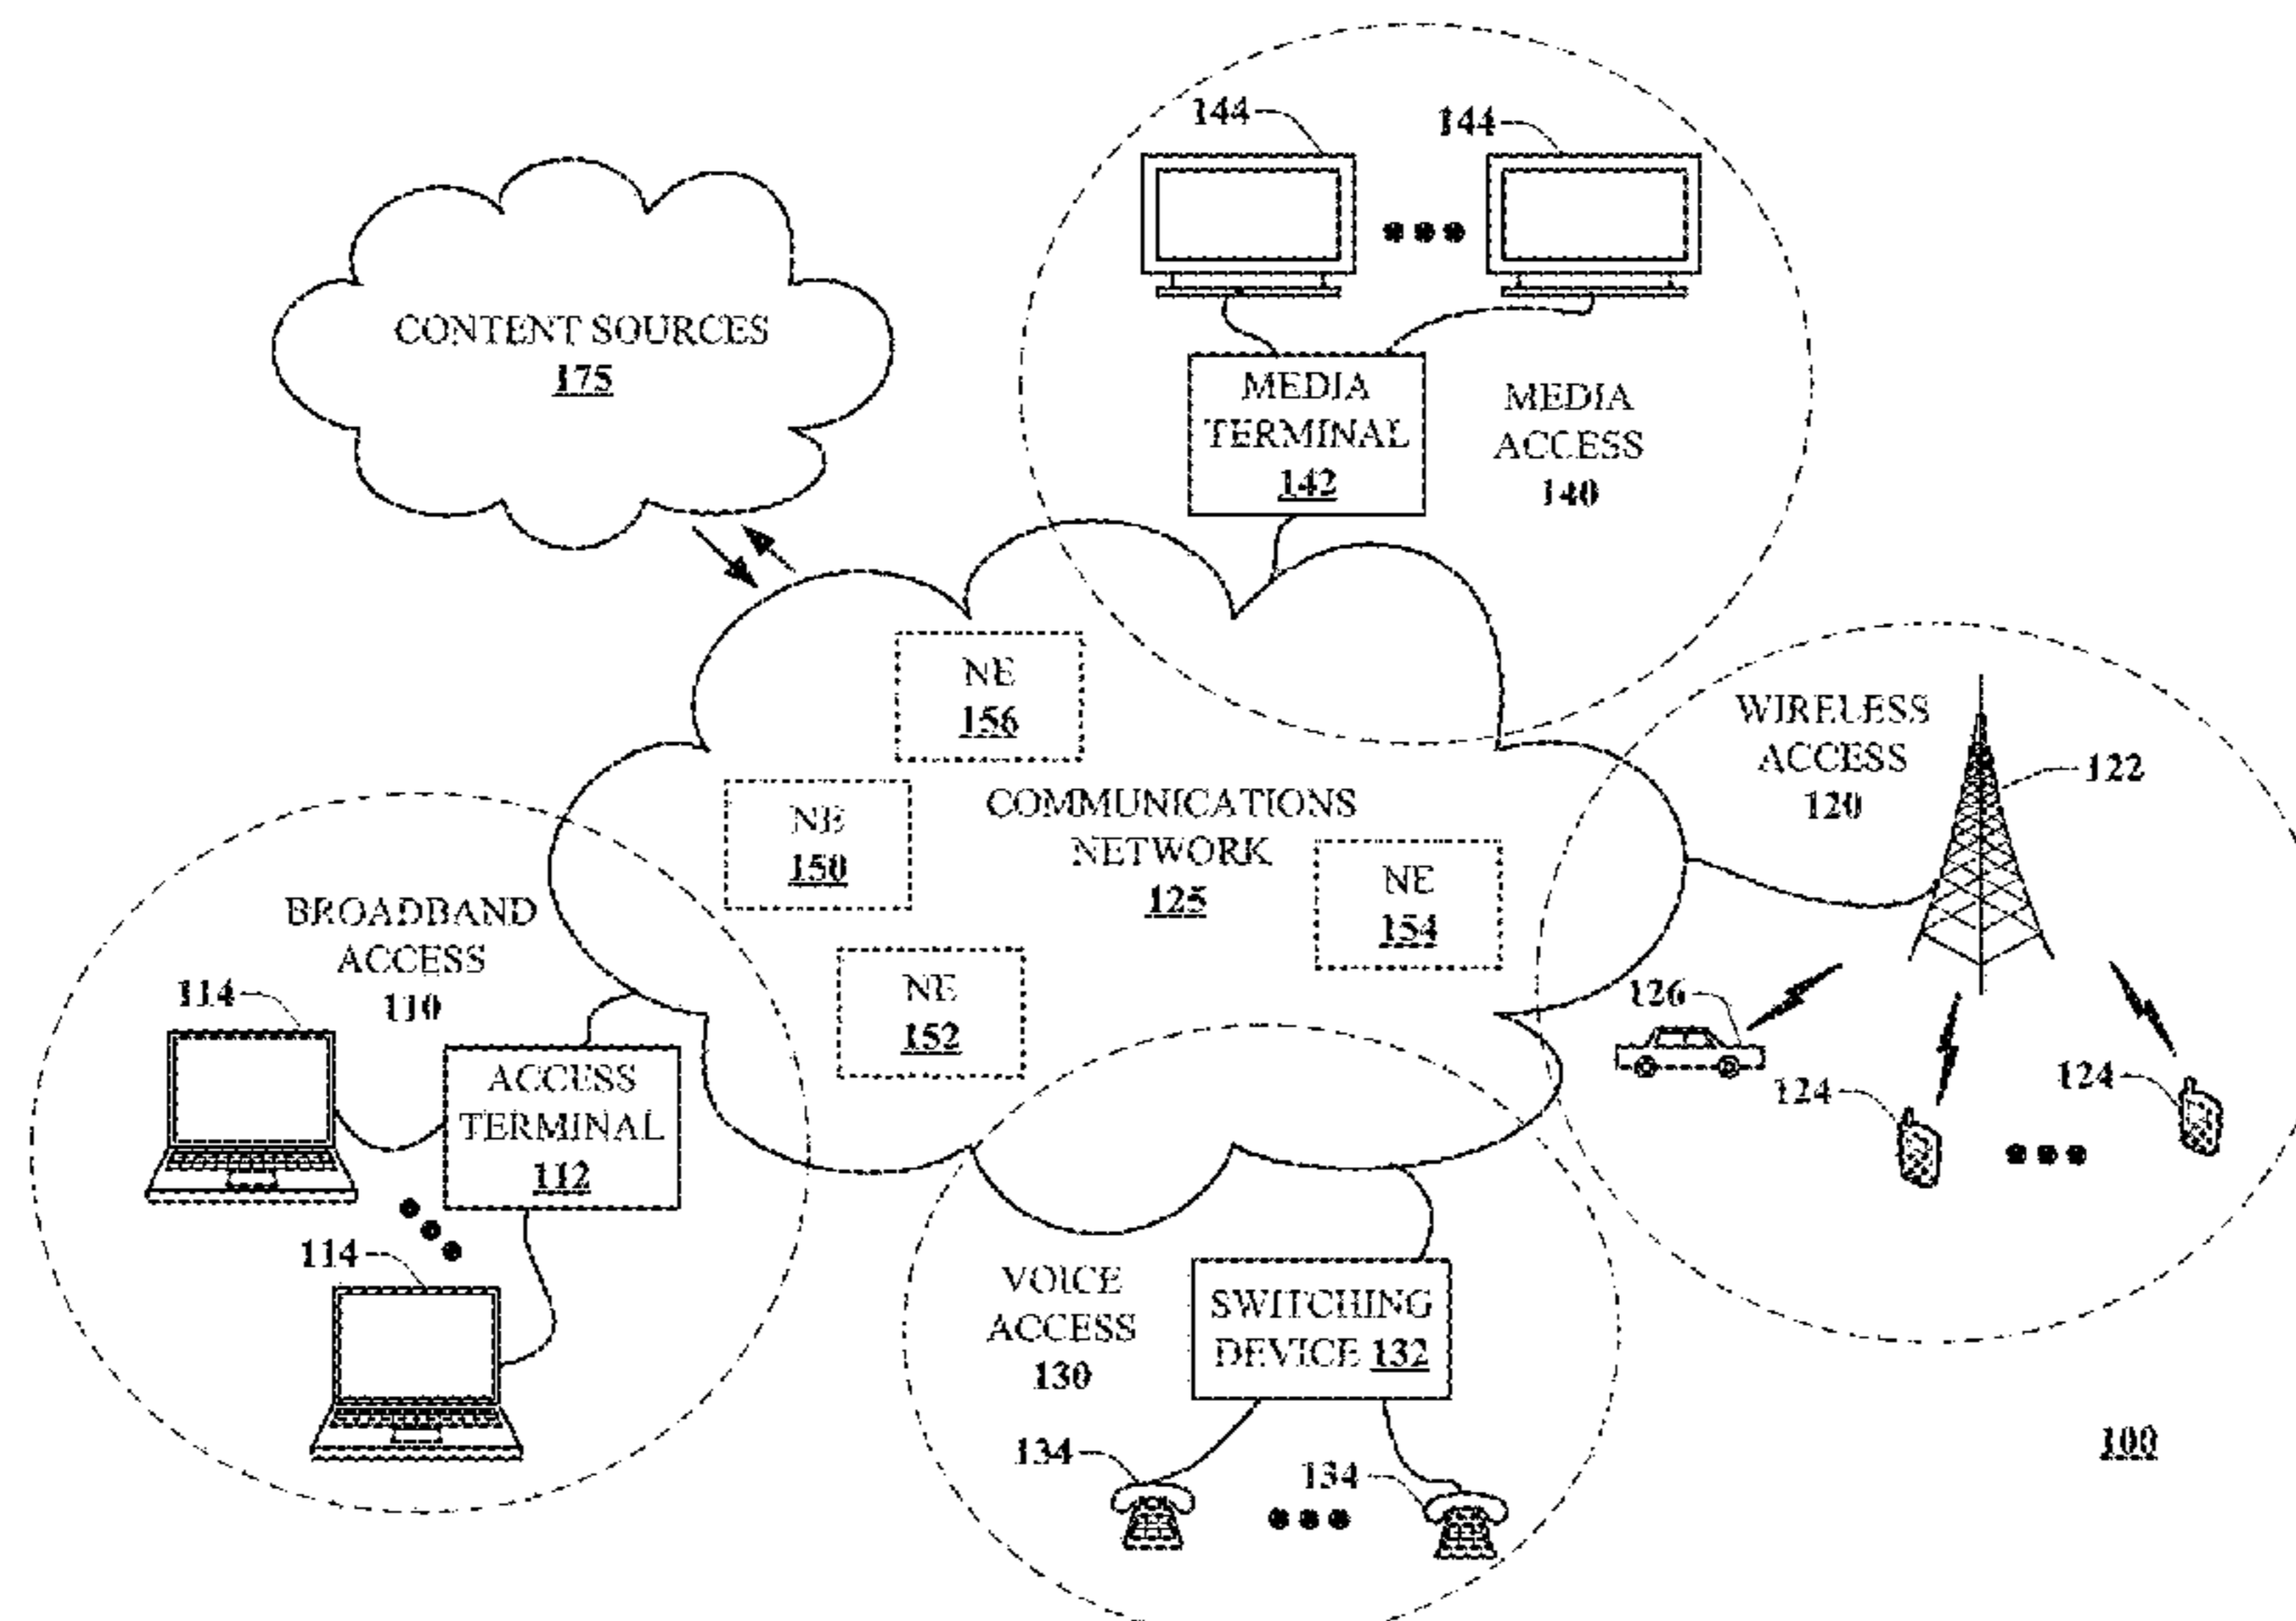 144
144
CONTENT SOURCES
175
MEDIA
TERMINAL
142
MEDIA
ACCESS
140
NE
156
WIRELESS
ACCESS
120
122
NE
150
COMMUNICATIONS
NETWORK
125
NE
154
BROADBAND
ACCESS
110
114
NE
152
126
124
124
ACCESS
TERMINAL
112
114
VOICE
ACCESS
130
SWITCHING
DEVICE 132
134
134
100